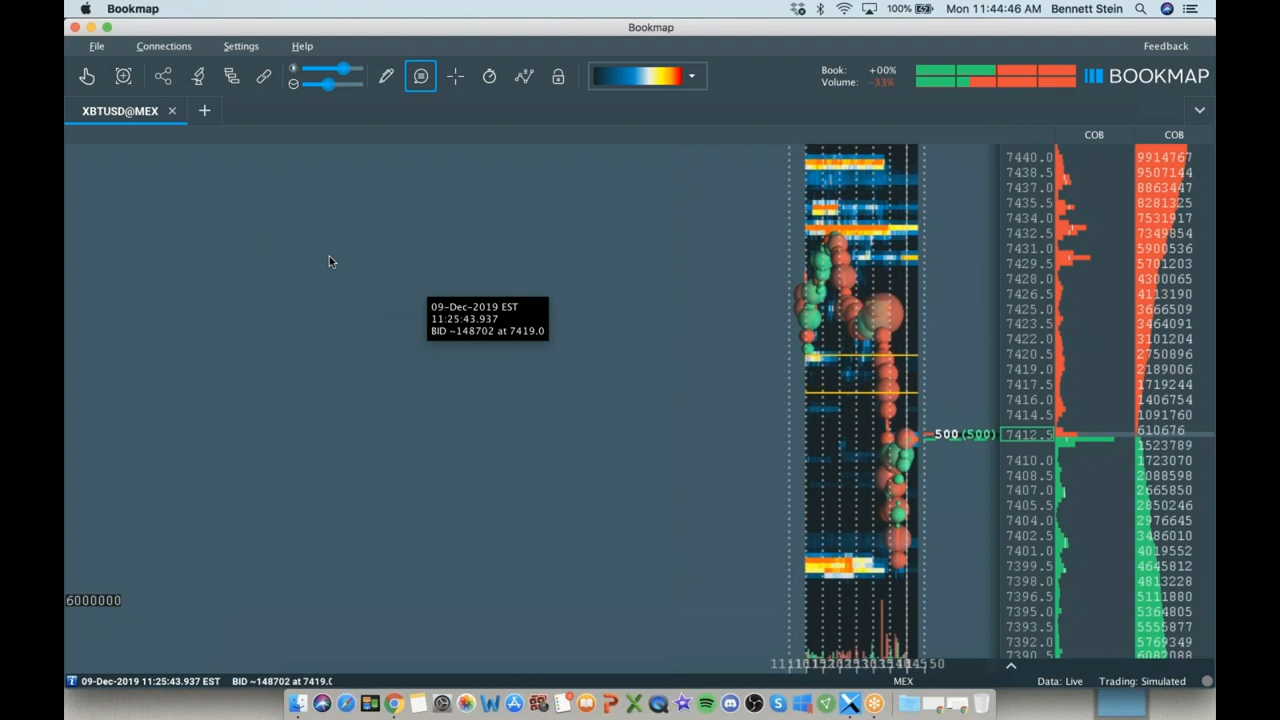 Bookmap
100%
Mon 11:44:46 AM
Bennett Stein
Bookmap
File
Connections
Settings
Help
Feedback
Book: +00%
Volume: -33%
BOOKMAP
XBTUSD@MEX
COB
COB
7440.0 9914767
7438.5 9507144
7437.0 8863447
7435.5 8281325
7434.0 7531917
7432.5 7349854
7431.0 5900536
7429.5 5701203
7428.0 4300065
7426.5 4113190
7425.0 3666509
7423.5 3464091
7422.0 3101204
7420.5 2750896
7419.0 2189006
7417.5 1719244
7416.0 1406754
7414.5 1091760
610676
500 (500) 7412.5
1523789
7410.0 1723070
7408.5 2088598
7407.0 2665850
7405.5 2850246
7404.0 2976645
7402.5 3486010
7401.0 4019552
7399.5 4645812
7398.0 4813228
7396.5 5111880
7395.0 5364805
7393.5 5555877
7392.0 5769349
7390.5 6082088
09-Dec-2019 EST
11:25:43.937
BID ~148702 at 7419.0
6000000
09-Dec-2019 11:25:43.937 EST
BID ~148702 at 7419.0
MEX
Data: Live
Trading: Simulated